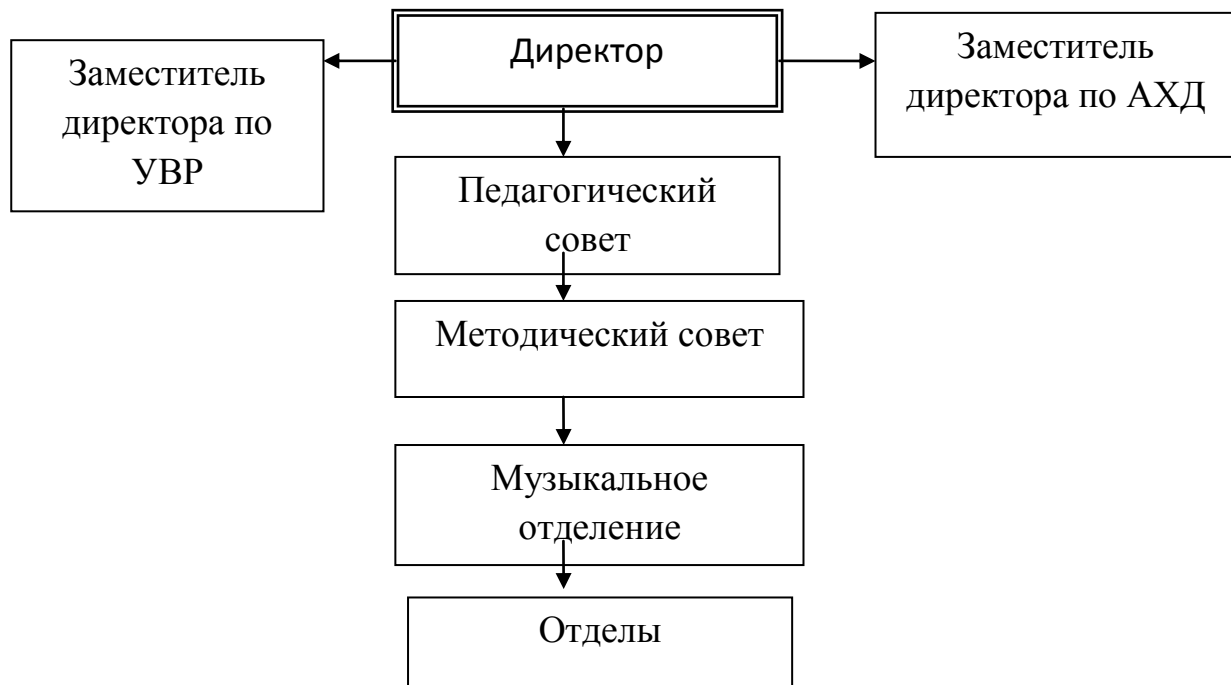 Директор
Заместитель
директора по
УВР
Заместитель
директора по АХД
Педагогический
совет
Методический совет
Музыкальное
отделение
Отделы